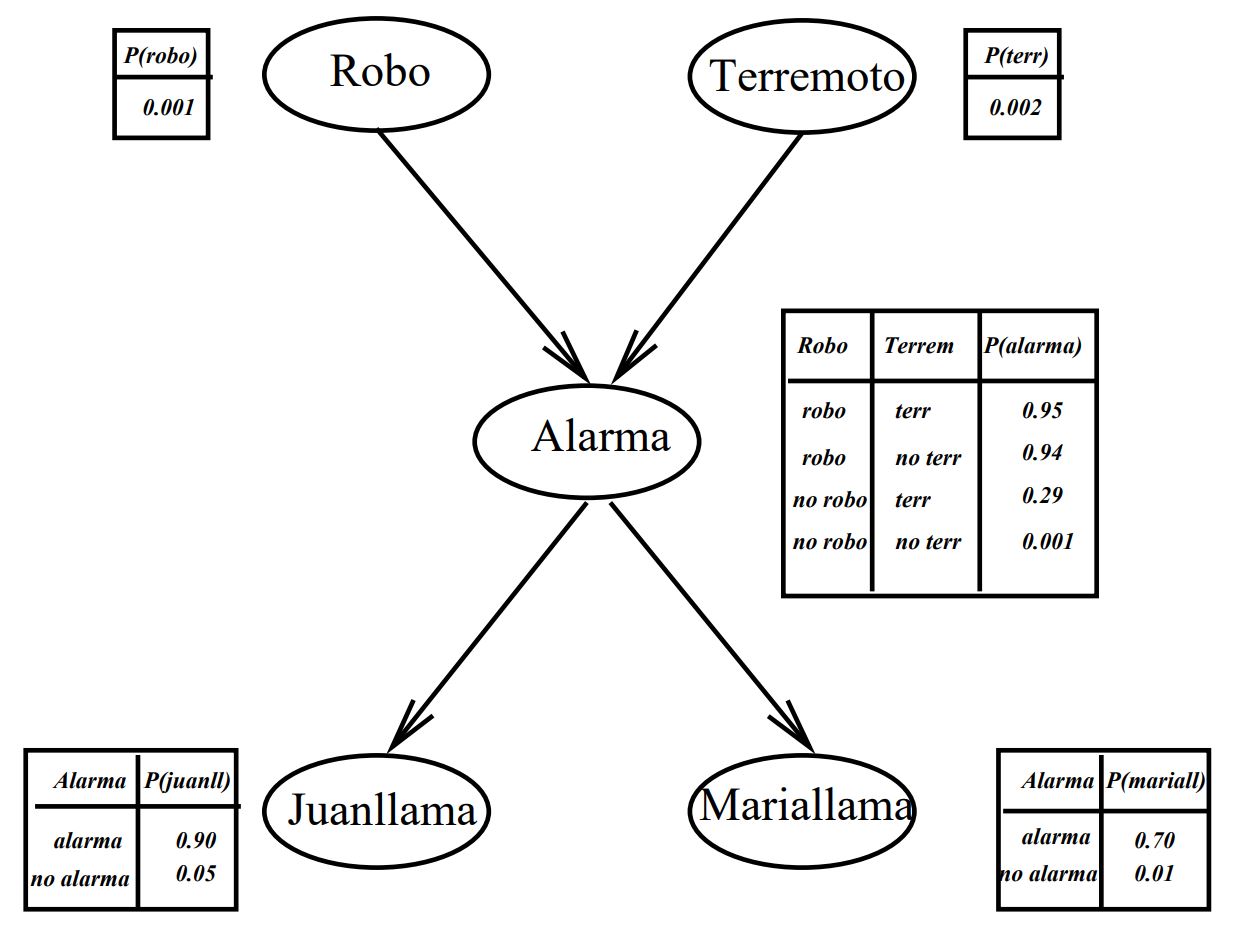 P(robo)
0.001
Robo
Terremoto
P(terr)
0.002
Alarma
Robo Terrem P(alarma)
robo terr 0.95
robo no terr 0.94
no robo terr 0.29
no robo no terr 0.001
Alarma P(juanll)
alarma 0.90
no alarma 0.05
Juanllama
Mariallama
Alarma P(mariall)
alarma 0.70
no alarma 0.01